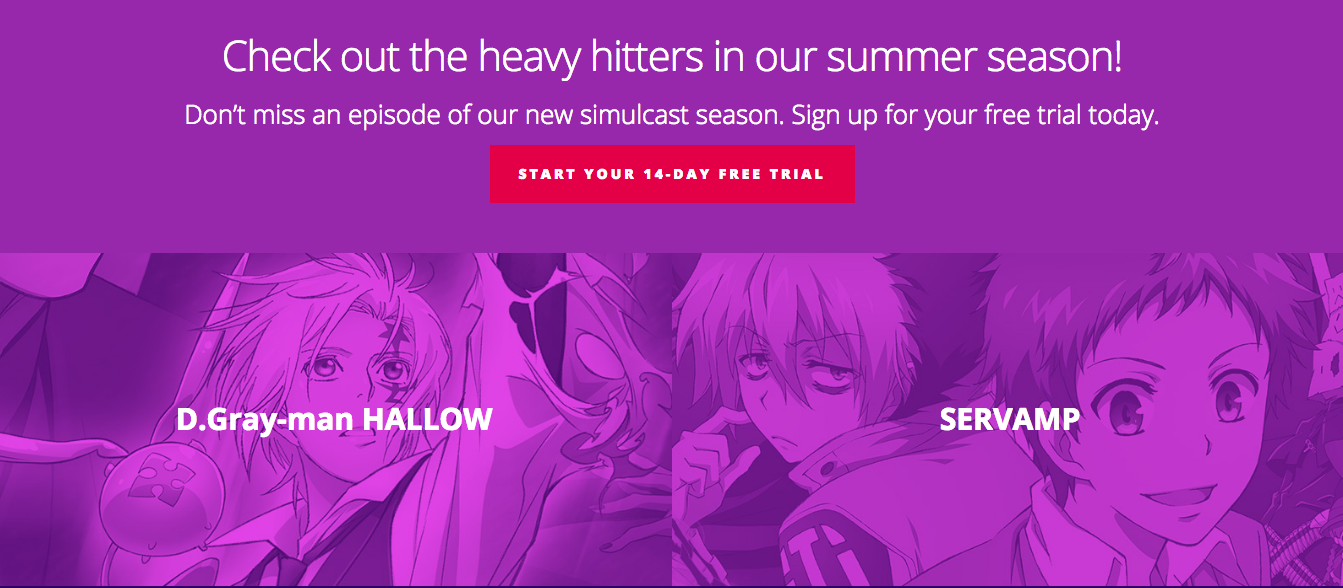 Check out the heavy hitters in our summer season!
Don’t miss an episode of our new simulcast season. Sign up for your free trial today.
START YOUR 14-DAY FREE TRIAL
D.Gray-man HALLOW
SERVAMP